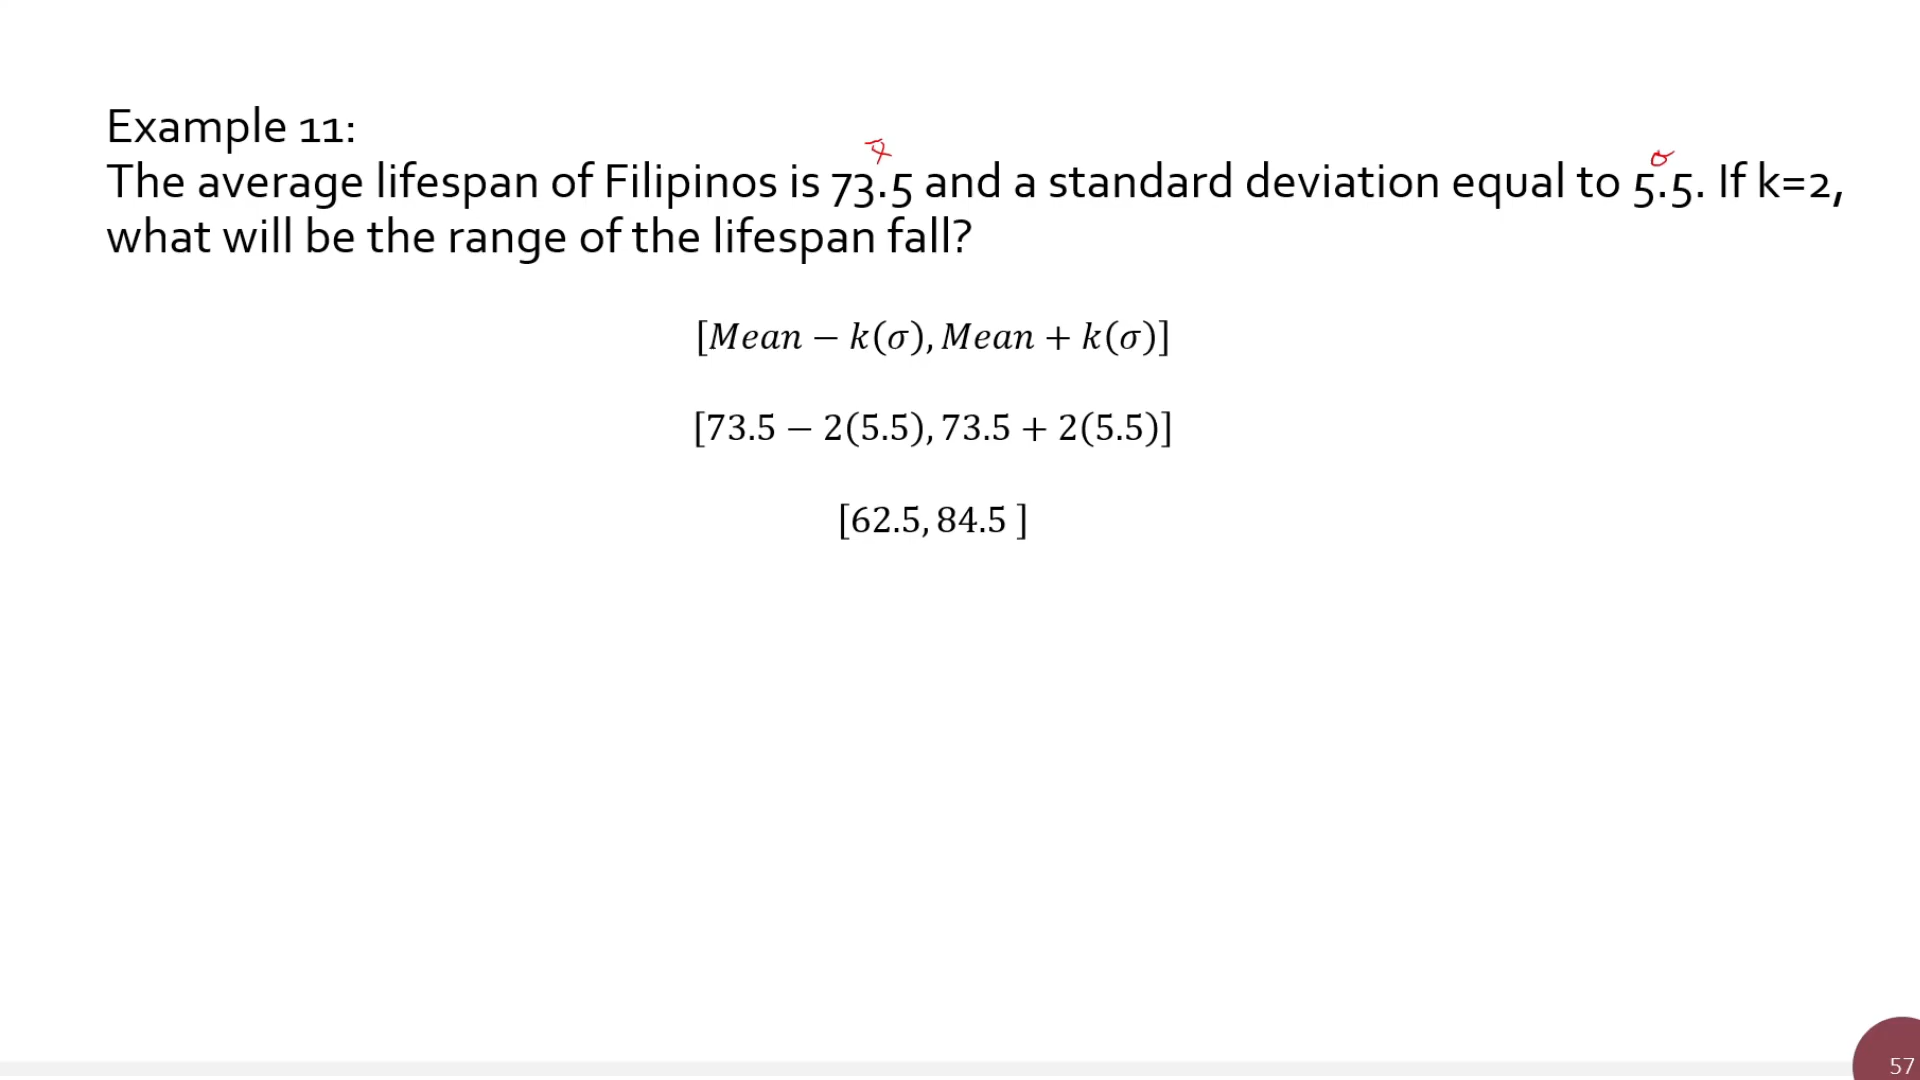 Example 11:
x̄ σ
The average lifespan of Filipinos is 73.5 and a standard deviation equal to 5.5. If k=2,
what will be the range of the lifespan fall?
[Mean − k(σ), Mean + k(σ)]
[73.5 − 2(5.5), 73.5 + 2(5.5)]
[62.5, 84.5 ]
57